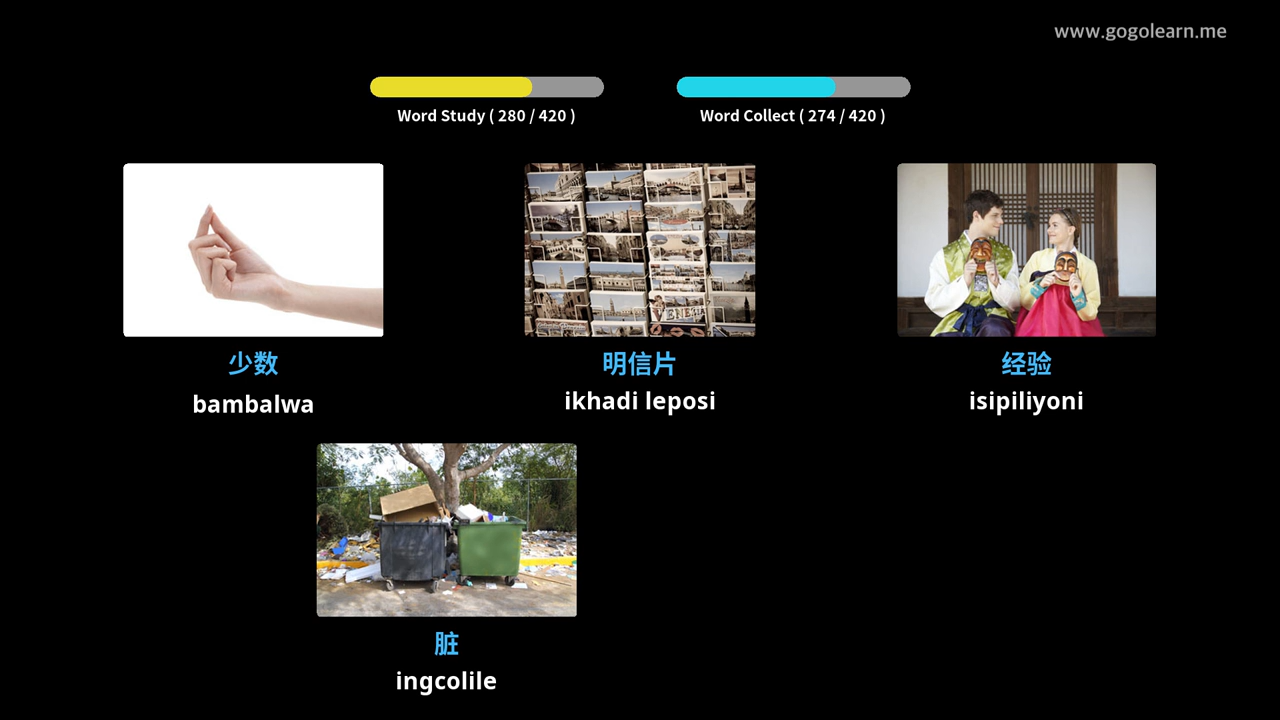 www.gogolearn.me
Word Study ( 280 / 420 )
Word Collect ( 274 / 420 )
VENEZIA
少数
明信片
经验
bambalwa
ikhadi leposi
isipiliyoni
脏
ingcolile